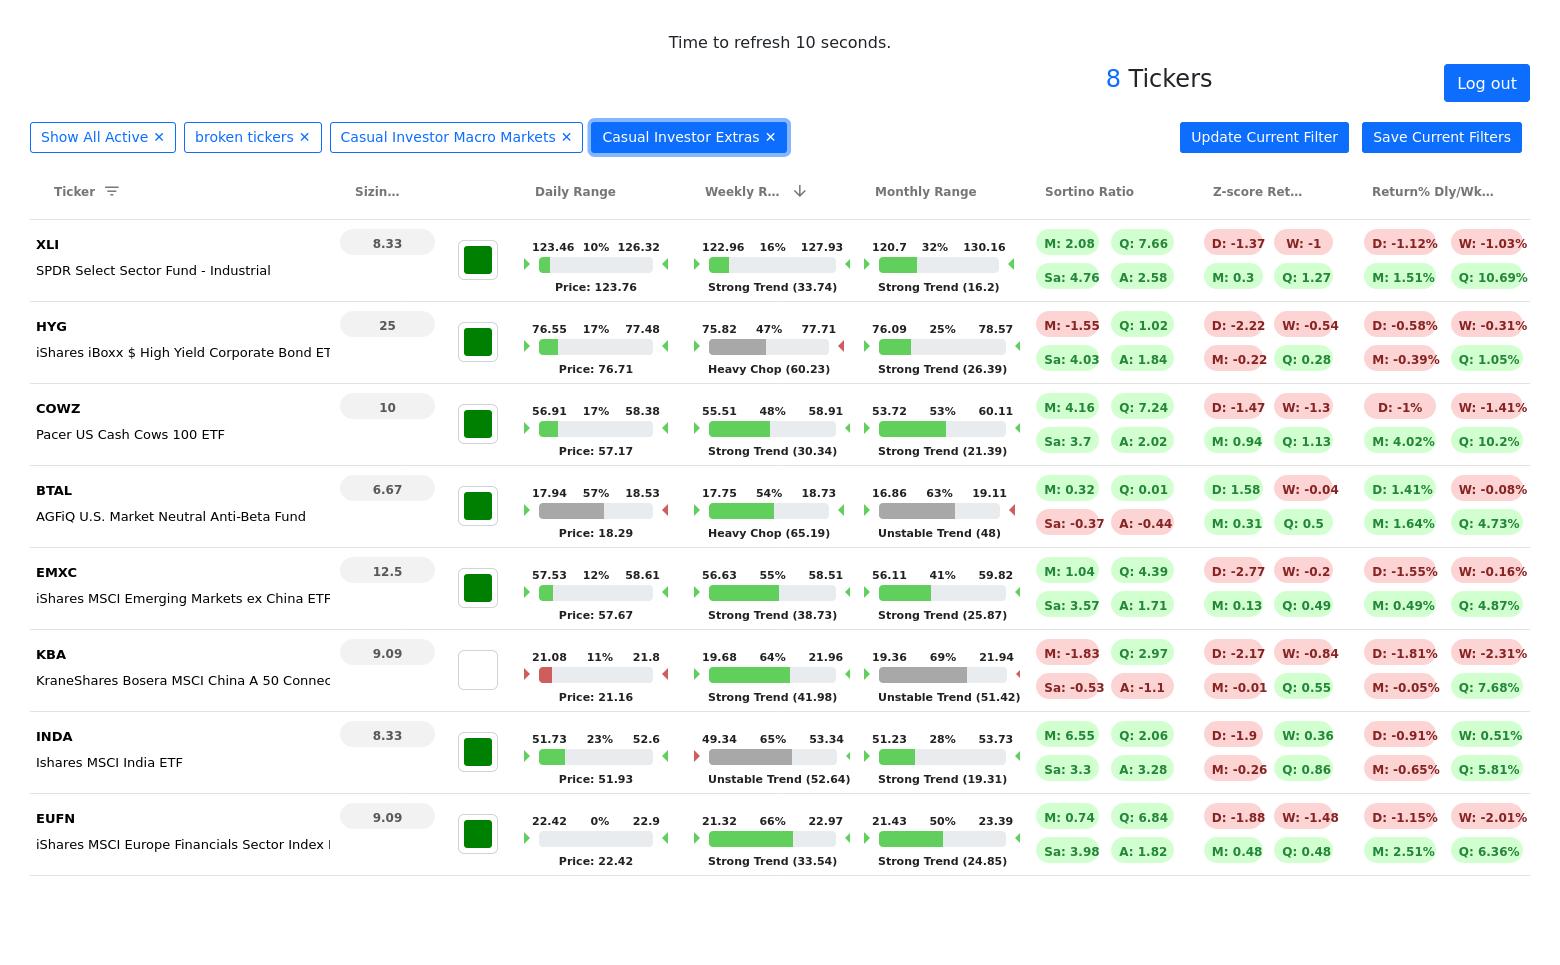 Time to refresh 10 seconds.
8 Tickers
Log out
Show All Active ✕ broken tickers ✕ Casual Investor Macro Markets ✕ Casual Investor Extras ✕ Update Current Filter Save Current Filters
Ticker Sizin… Daily Range Weekly R… Monthly Range Sortino Ratio Z-score Ret… Return% Dly/Wk…
XLI 8.33 123.46 10% 126.32 122.96 16% 127.93 120.7 32% 130.16 M: 2.08 Q: 7.66 D: -1.37 W: -1 D: -1.12% W: -1.03%
SPDR Select Sector Fund - Industrial Price: 123.76 Strong Trend (33.74) Strong Trend (16.2) Sa: 4.76 A: 2.58 M: 0.3 Q: 1.27 M: 1.51% Q: 10.69%
HYG 25 76.55 17% 77.48 75.82 47% 77.71 76.09 25% 78.57 M: -1.55 Q: 1.02 D: -2.22 W: -0.54 D: -0.58% W: -0.31%
iShares iBoxx $ High Yield Corporate Bond ET Price: 76.71 Heavy Chop (60.23) Strong Trend (26.39) Sa: 4.03 A: 1.84 M: -0.22 Q: 0.28 M: -0.39% Q: 1.05%
COWZ 10 56.91 17% 58.38 55.51 48% 58.91 53.72 53% 60.11 M: 4.16 Q: 7.24 D: -1.47 W: -1.3 D: -1% W: -1.41%
Pacer US Cash Cows 100 ETF Price: 57.17 Strong Trend (30.34) Strong Trend (21.39) Sa: 3.7 A: 2.02 M: 0.94 Q: 1.13 M: 4.02% Q: 10.2%
BTAL 6.67 17.94 57% 18.53 17.75 54% 18.73 16.86 63% 19.11 M: 0.32 Q: 0.01 D: 1.58 W: -0.04 D: 1.41% W: -0.08%
AGFiQ U.S. Market Neutral Anti-Beta Fund Price: 18.29 Heavy Chop (65.19) Unstable Trend (48) Sa: -0.37 A: -0.44 M: 0.31 Q: 0.5 M: 1.64% Q: 4.73%
EMXC 12.5 57.53 12% 58.61 56.63 55% 58.51 56.11 41% 59.82 M: 1.04 Q: 4.39 D: -2.77 W: -0.2 D: -1.55% W: -0.16%
iShares MSCI Emerging Markets ex China ETF Price: 57.67 Strong Trend (38.73) Strong Trend (25.87) Sa: 3.57 A: 1.71 M: 0.13 Q: 0.49 M: 0.49% Q: 4.87%
KBA 9.09 21.08 11% 21.8 19.68 64% 21.96 19.36 69% 21.94 M: -1.83 Q: 2.97 D: -2.17 W: -0.84 D: -1.81% W: -2.31%
KraneShares Bosera MSCI China A 50 Connec Price: 21.16 Strong Trend (41.98) Unstable Trend (51.42) Sa: -0.53 A: -1.1 M: -0.01 Q: 0.55 M: -0.05% Q: 7.68%
INDA 8.33 51.73 23% 52.6 49.34 65% 53.34 51.23 28% 53.73 M: 6.55 Q: 2.06 D: -1.9 W: 0.36 D: -0.91% W: 0.51%
Ishares MSCI India ETF Price: 51.93 Unstable Trend (52.64) Strong Trend (19.31) Sa: 3.3 A: 3.28 M: -0.26 Q: 0.86 M: -0.65% Q: 5.81%
EUFN 9.09 22.42 0% 22.9 21.32 66% 22.97 21.43 50% 23.39 M: 0.74 Q: 6.84 D: -1.88 W: -1.48 D: -1.15% W: -2.01%
iShares MSCI Europe Financials Sector Index Price: 22.42 Strong Trend (33.54) Strong Trend (24.85) Sa: 3.98 A: 1.82 M: 0.48 Q: 0.48 M: 2.51% Q: 6.36%